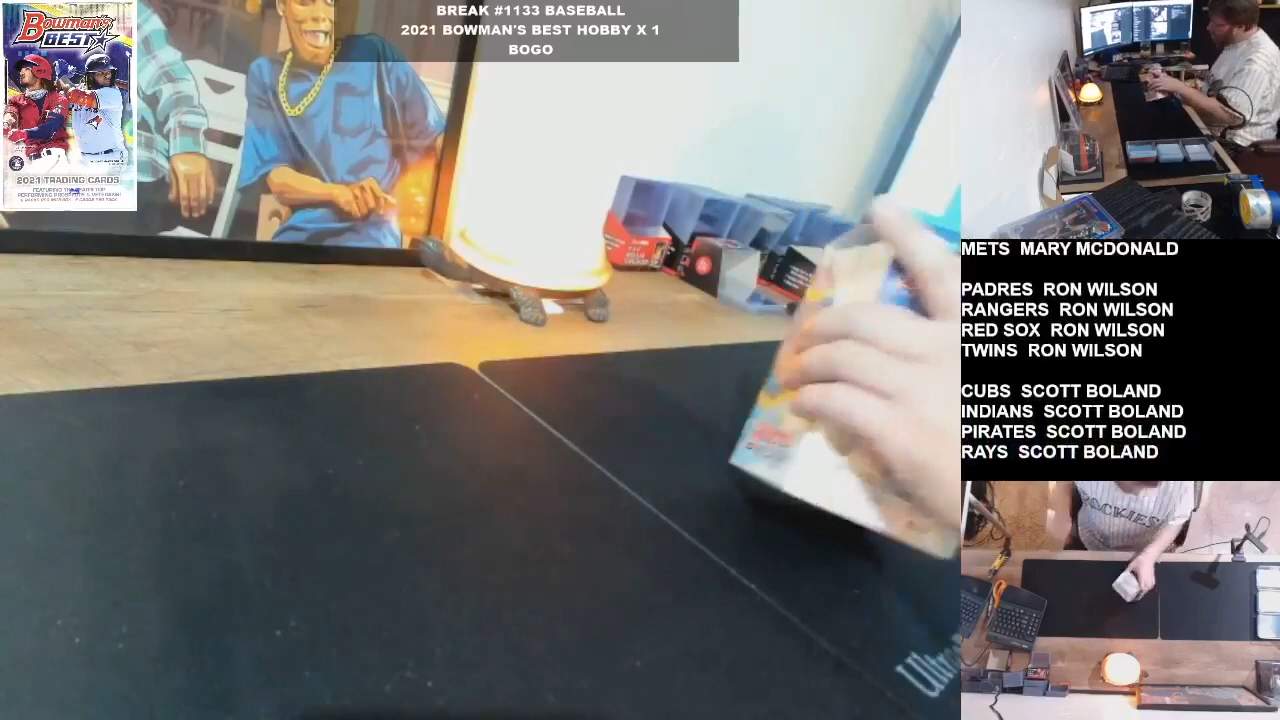 BREAK #1133 BASEBALL
2021 BOWMAN'S BEST HOBBY X 1
BOGO
Bowman's
BEST
2021 TRADING CARDS
METS MARY MCDONALD
PADRES RON WILSON
RANGERS RON WILSON
RED SOX RON WILSON
TWINS RON WILSON
CUBS SCOTT BOLAND
INDIANS SCOTT BOLAND
PIRATES SCOTT BOLAND
RAYS SCOTT BOLAND
ROCKIES
Ultra